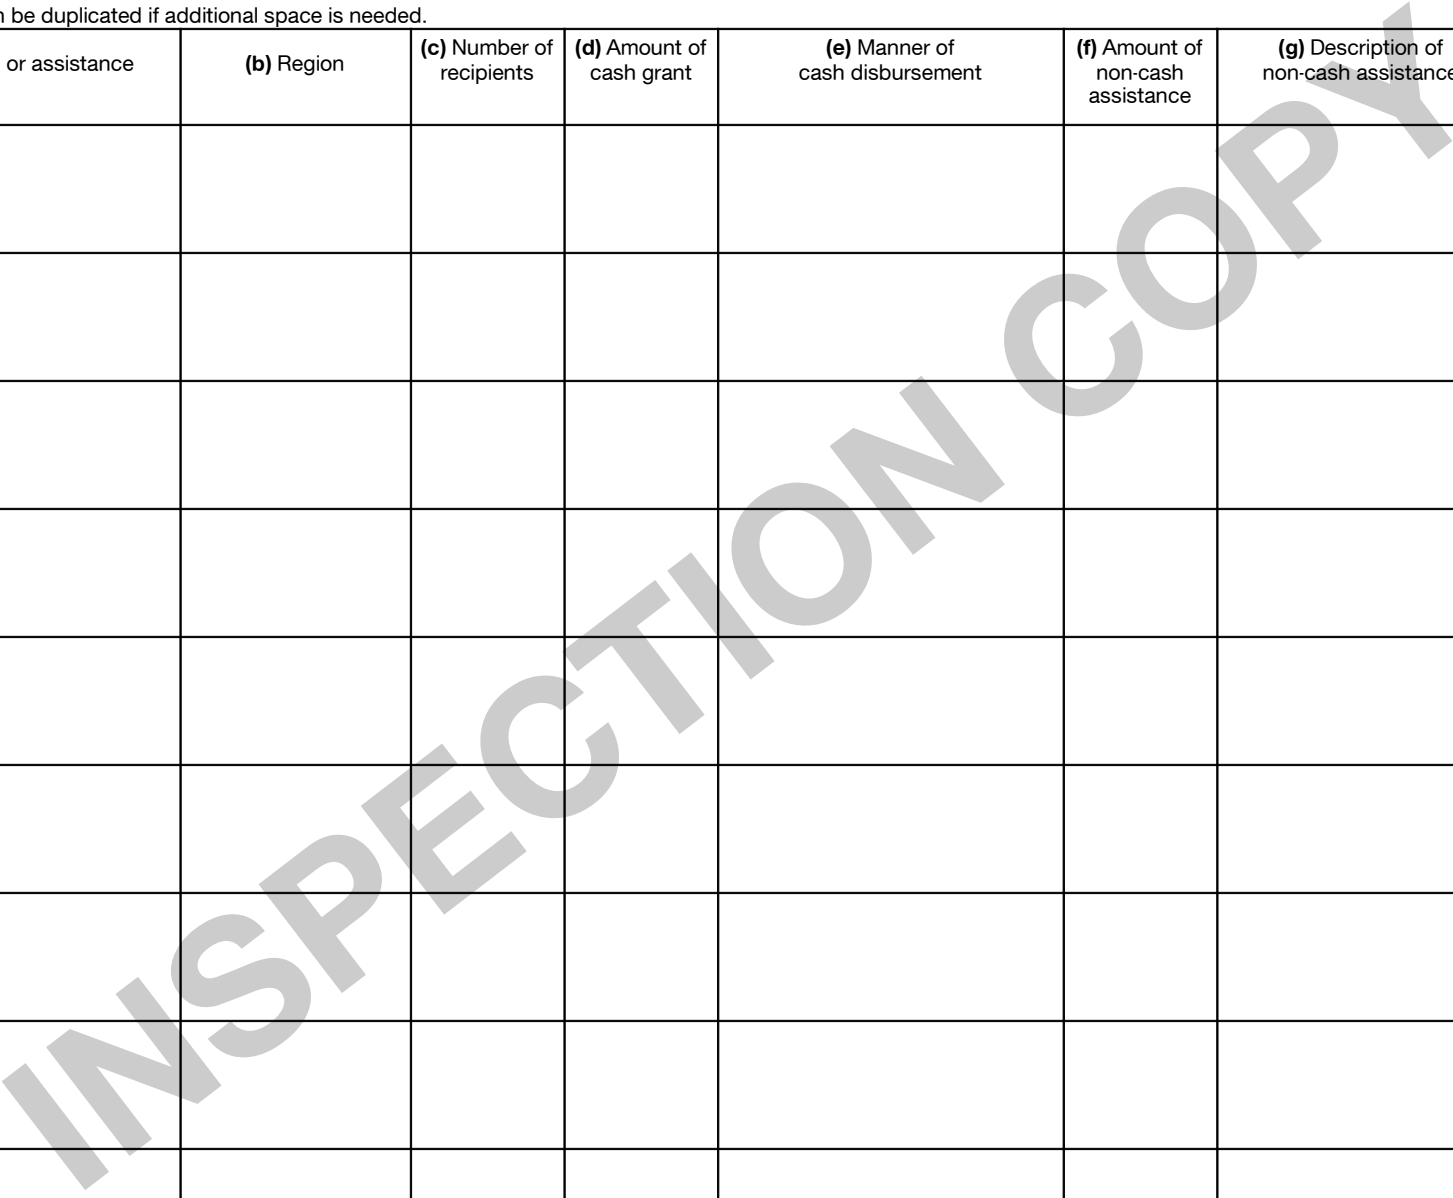 n be duplicated if additional space is needed.
or assistance
(b) Region
(c) Number of
recipients
(d) Amount of
cash grant
(e) Manner of
cash disbursement
(f) Amount of
non-cash
assistance
(g) Description of
non-cash assistance
INSPECTION COPY